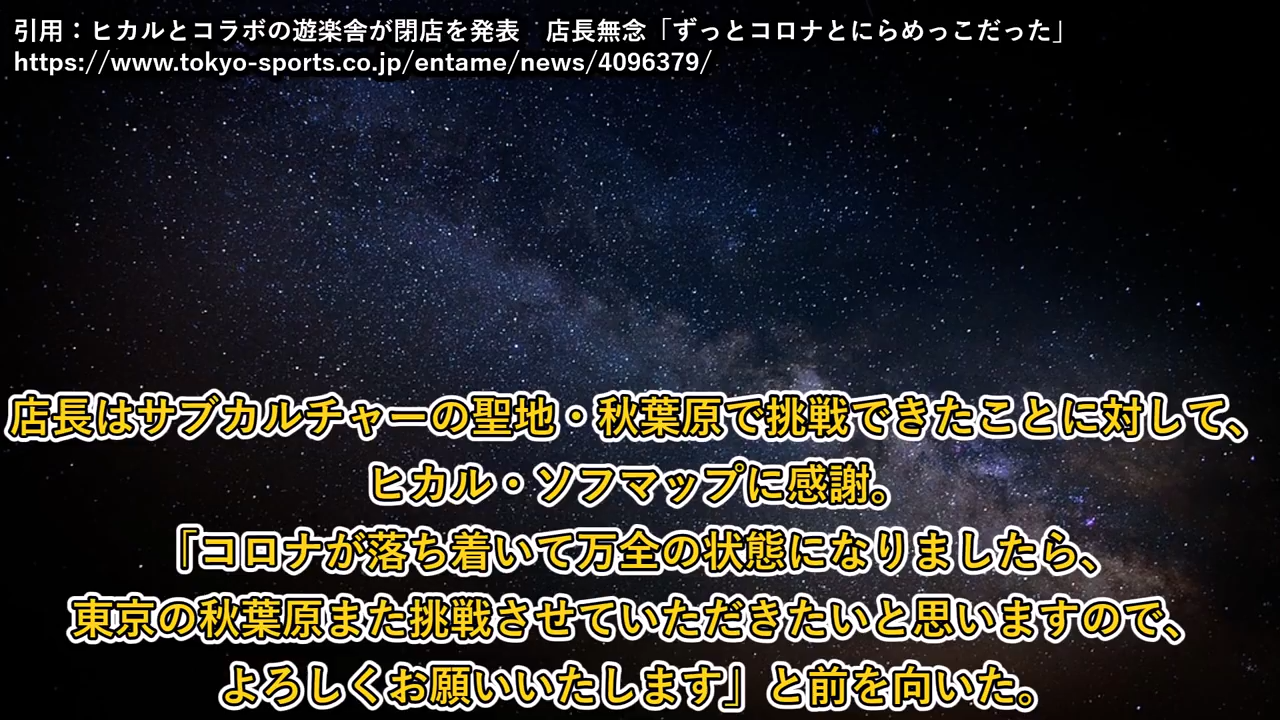 引用：ヒカルとコラボの遊楽舎が閉店を発表　店長無念「ずっとコロナとにらめっこだった」
https://www.tokyo-sports.co.jp/entame/news/4096379/
店長はサブカルチャーの聖地・秋葉原で挑戦できたことに対して、
ヒカル・ソフマップに感謝。
「コロナが落ち着いて万全の状態になりましたら、
東京の秋葉原また挑戦させていただきたいと思いますので、
よろしくお願いいたします」と前を向いた。